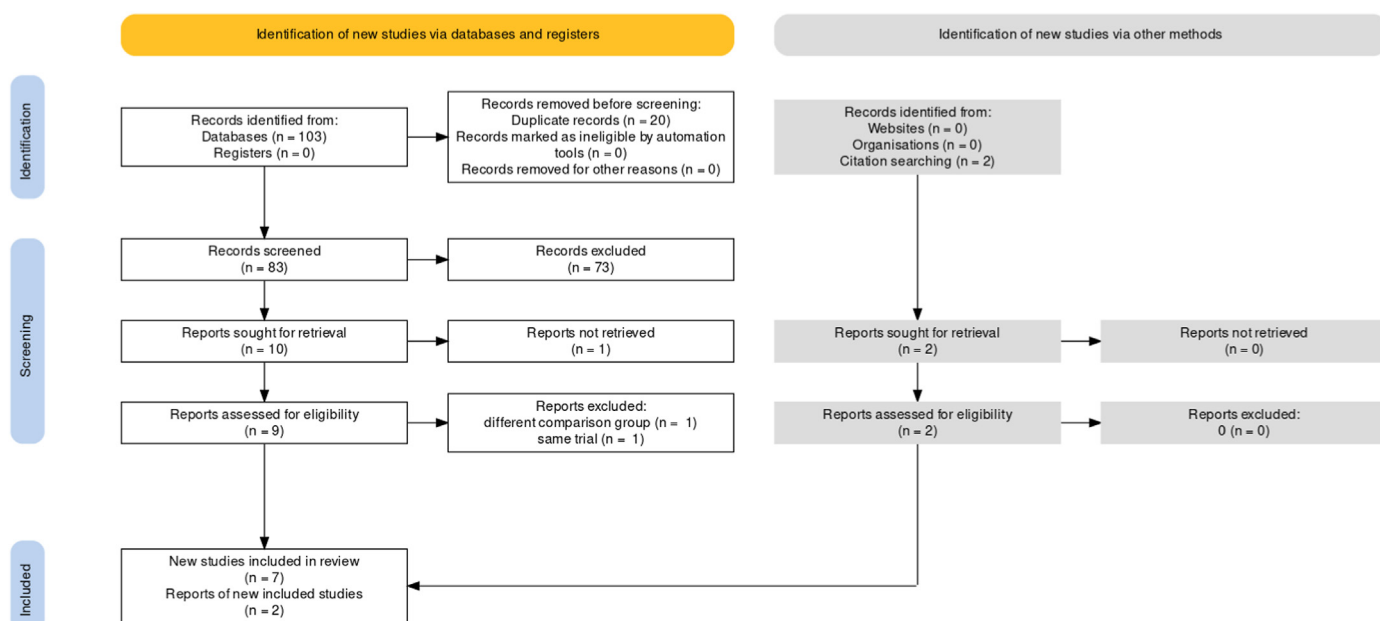 Identification of new studies via databases and registers
Identification of new studies via other methods
Identification
Records identified from:
Databases (n = 103)
Registers (n = 0)
Records removed before screening:
Duplicate records (n = 20)
Records marked as ineligible by automation
tools (n = 0)
Records removed for other reasons (n = 0)
Records identified from:
Websites (n = 0)
Organisations (n = 0)
Citation searching (n = 2)
Screening
Records screened
(n = 83)
Records excluded
(n = 73)
Reports sought for retrieval
(n = 10)
Reports not retrieved
(n = 1)
Reports sought for retrieval
(n = 2)
Reports not retrieved
(n = 0)
Reports assessed for eligibility
(n = 9)
Reports excluded:
different comparison group (n = 1)
same trial (n = 1)
Reports assessed for eligibility
(n = 2)
Reports excluded:
0 (n = 0)
Included
New studies included in review
(n = 7)
Reports of new included studies
(n = 2)